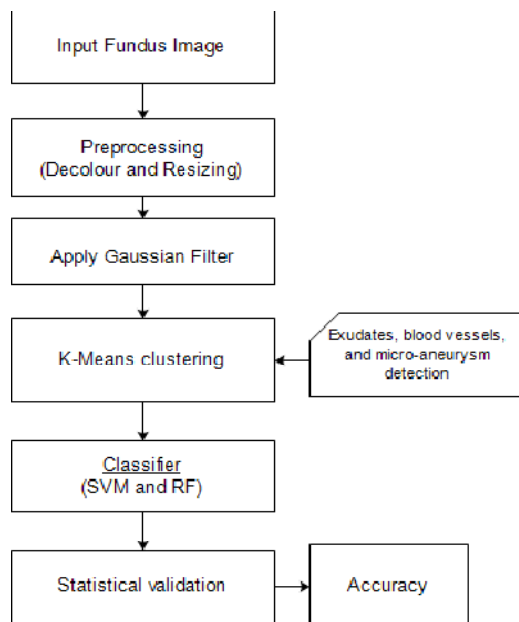 Input Fundus Image
Preprocessing
(Decolour and Resizing)
Apply Gaussian Filter
K-Means clustering
Exudates, blood vessels,
and micro-aneurysm
detection
Classifier
(SVM and RF)
Statistical validation
Accuracy